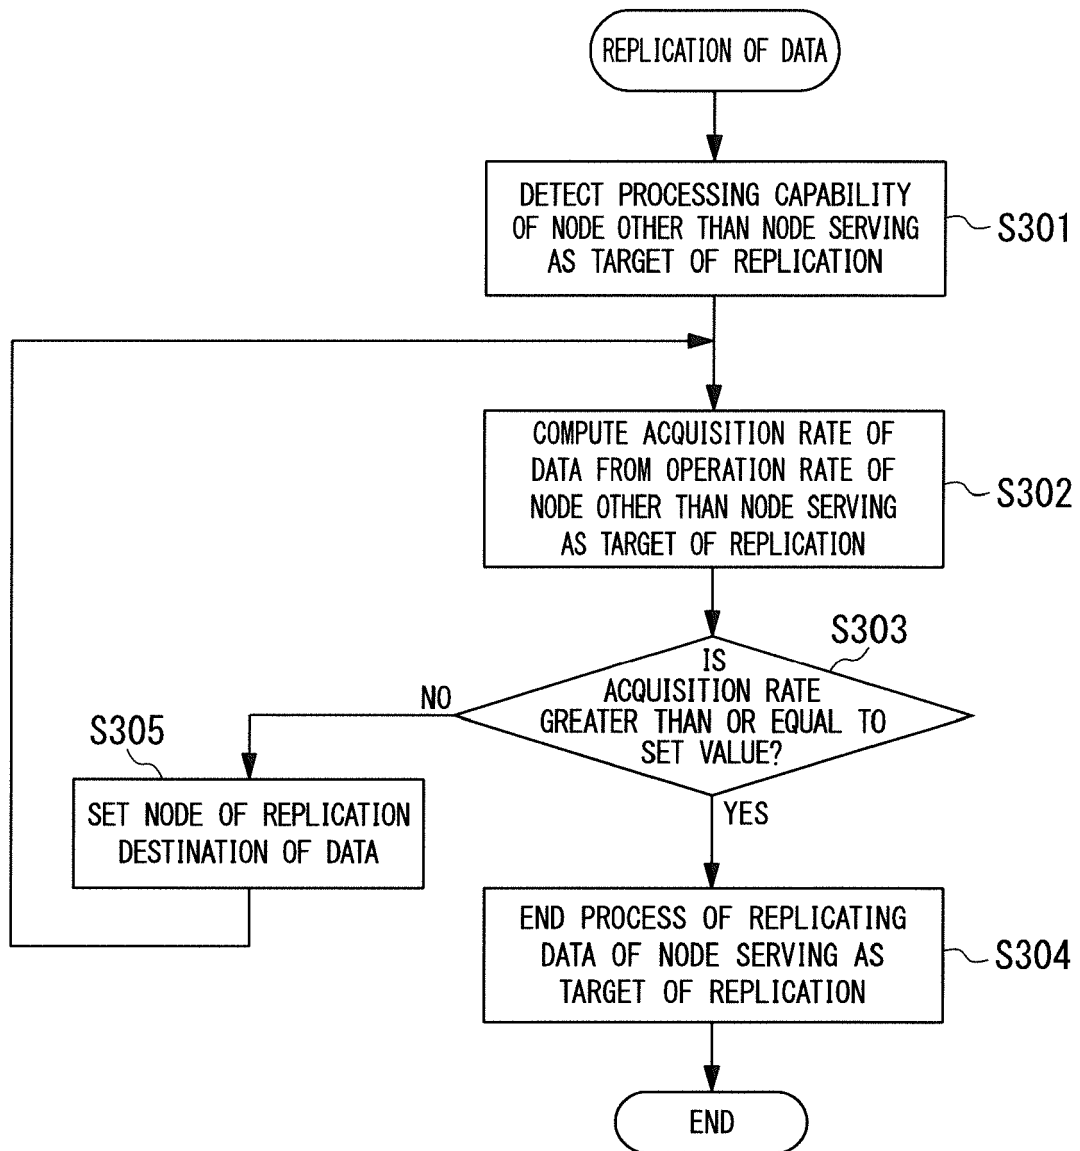 REPLICATION OF DATA
DETECT PROCESSING CAPABILITY
OF NODE OTHER THAN NODE SERVING
AS TARGET OF REPLICATION
S301
COMPUTE ACQUISITION RATE OF
DATA FROM OPERATION RATE OF
NODE OTHER THAN NODE SERVING
AS TARGET OF REPLICATION
S302
S303
IS
ACQUISITION RATE
GREATER THAN OR EQUAL TO
SET VALUE?
NO
S305
SET NODE OF REPLICATION
DESTINATION OF DATA
YES
END PROCESS OF REPLICATING
DATA OF NODE SERVING AS
TARGET OF REPLICATION
S304
END